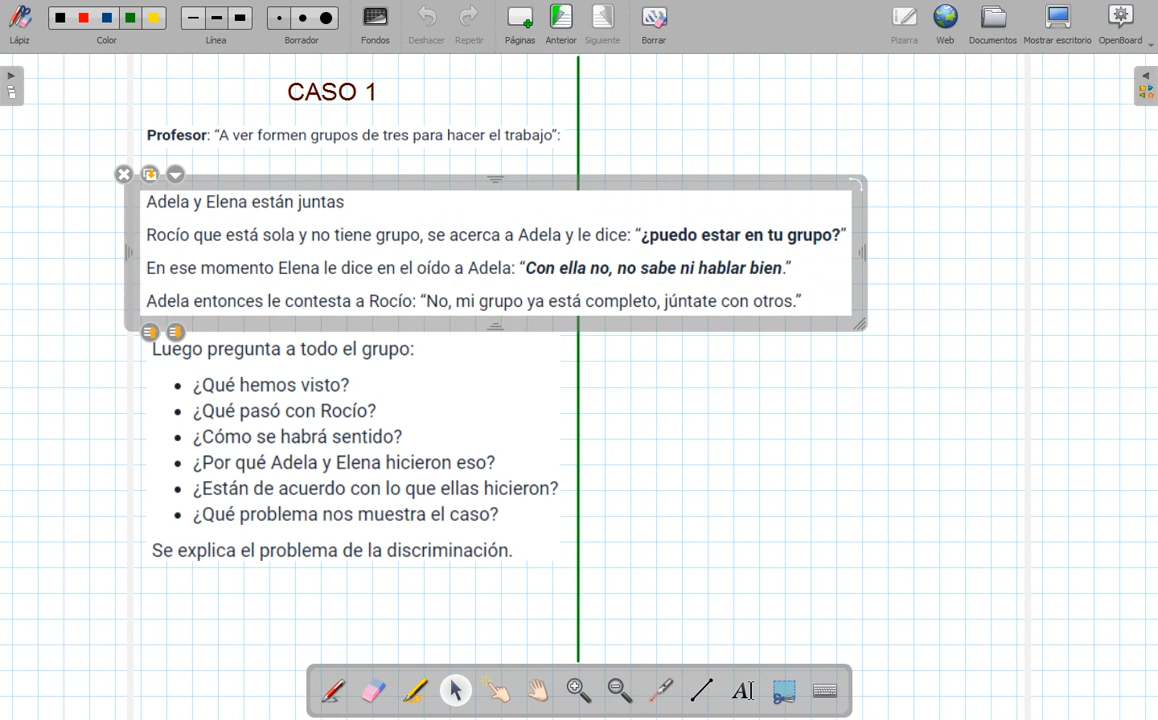 Lápiz
Color
Línea
Borrador
Fondos
Deshacer
Repetir
Páginas
Anterior
Siguiente
Borrar
Pizarra
Web
Documentos
Mostrar escritorio
OpenBoard
CASO 1
Profesor: “A ver formen grupos de tres para hacer el trabajo”:
Adela y Elena están juntas
Rocío que está sola y no tiene grupo, se acerca a Adela y le dice: “¿puedo estar en tu grupo?”
En ese momento Elena le dice en el oído a Adela: “Con ella no, no sabe ni hablar bien.”
Adela entonces le contesta a Rocío: “No, mi grupo ya está completo, júntate con otros.”
Luego pregunta a todo el grupo:
• ¿Qué hemos visto?
• ¿Qué pasó con Rocío?
• ¿Cómo se habrá sentido?
• ¿Por qué Adela y Elena hicieron eso?
• ¿Están de acuerdo con lo que ellas hicieron?
• ¿Qué problema nos muestra el caso?
Se explica el problema de la discriminación.